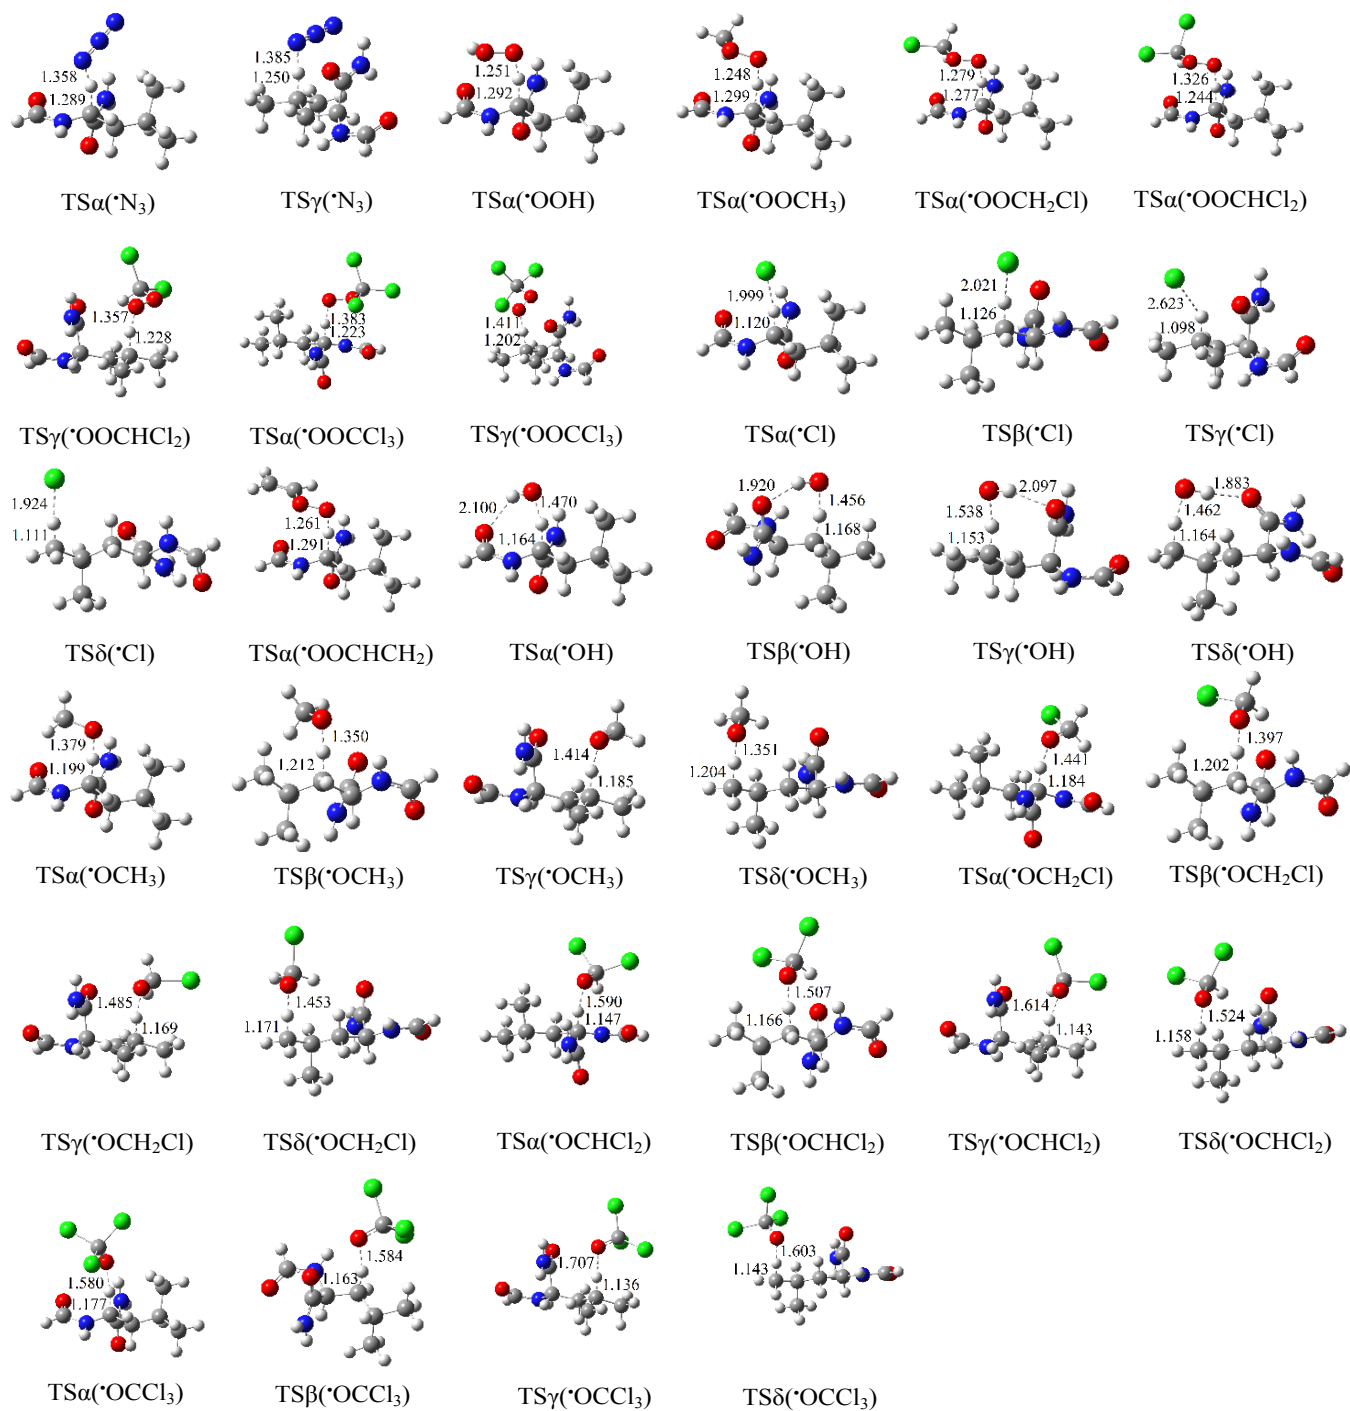 1.358
1.289
1.385
1.250
1.251
1.292
1.248
1.299
1.279
1.277
1.326
1.244
TSα(•N₃)
TSγ(•N₃)
TSα(•OOH)
TSα(•OOCH₃)
TSα(•OOCH₂Cl)
TSα(•OOCHCl₂)
1.357
1.228
1.383
1.223
1.411
1.202
1.999
1.120
2.021
1.126
2.623
1.098
TSγ(•OOCHCl₂)
TSα(•OOCCl₃)
TSγ(•OOCCl₃)
TSα(•Cl)
TSβ(•Cl)
TSγ(•Cl)
1.924
1.111
1.261
1.291
2.100
1.470
1.164
1.920
1.456
1.168
2.097
1.538
1.153
1.883
1.462
1.164
TSδ(•Cl)
TSα(•OOCHCH₂)
TSα(•OH)
TSβ(•OH)
TSγ(•OH)
TSδ(•OH)
1.379
1.199
1.350
1.212
1.414
1.185
1.351
1.204
1.441
1.184
1.397
1.202
TSα(•OCH₃)
TSβ(•OCH₃)
TSγ(•OCH₃)
TSδ(•OCH₃)
TSα(•OCH₂Cl)
TSβ(•OCH₂Cl)
1.485
1.169
1.453
1.171
1.590
1.147
1.507
1.166
1.614
1.143
1.524
1.158
TSγ(•OCH₂Cl)
TSδ(•OCH₂Cl)
TSα(•OCHCl₂)
TSβ(•OCHCl₂)
TSγ(•OCHCl₂)
TSδ(•OCHCl₂)
1.580
1.177
1.584
1.163
1.707
1.136
1.603
1.143
TSα(•OCCl₃)
TSβ(•OCCl₃)
TSγ(•OCCl₃)
TSδ(•OCCl₃)